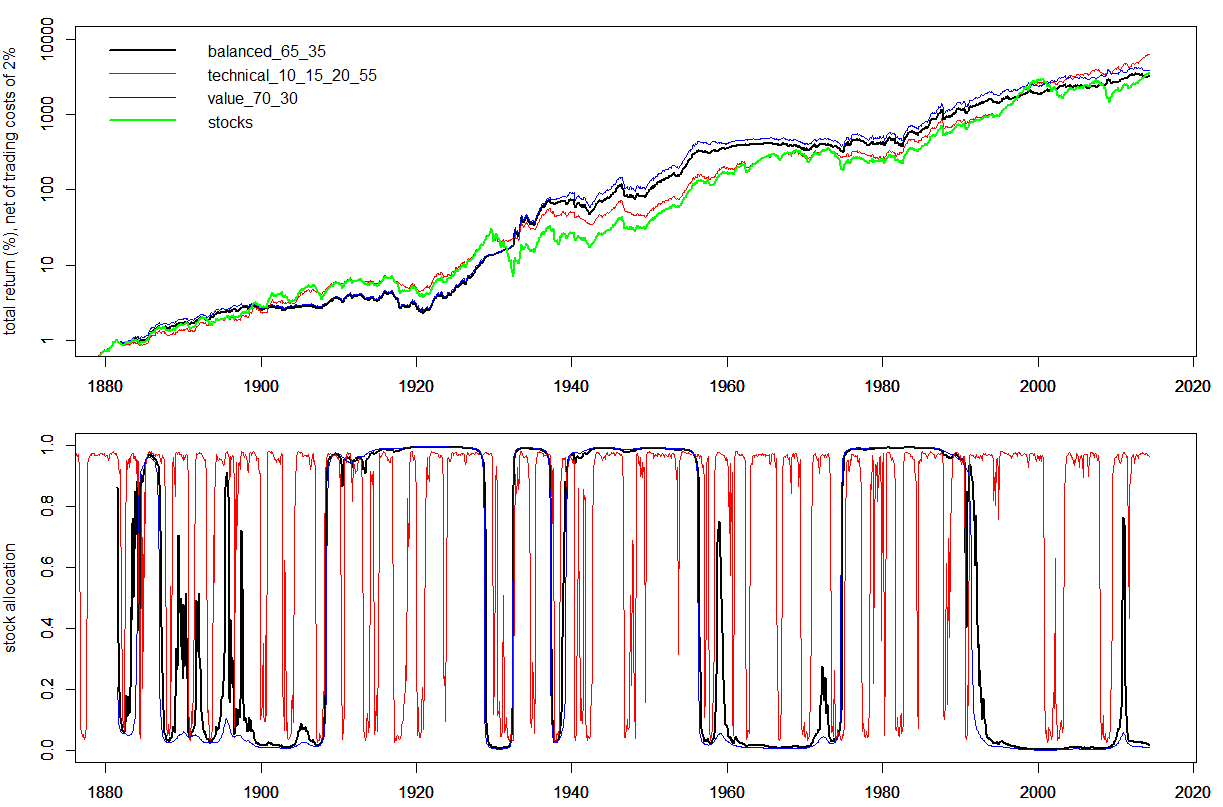 total return (%), net of trading costs of 2%
10000
1000
100
10
1
balanced_65_35
technical_10_15_20_55
value_70_30
stocks
1880 1900 1920 1940 1960 1980 2000 2020
stock allocation
1.0
0.8
0.6
0.4
0.2
0.0
1880 1900 1920 1940 1960 1980 2000 2020